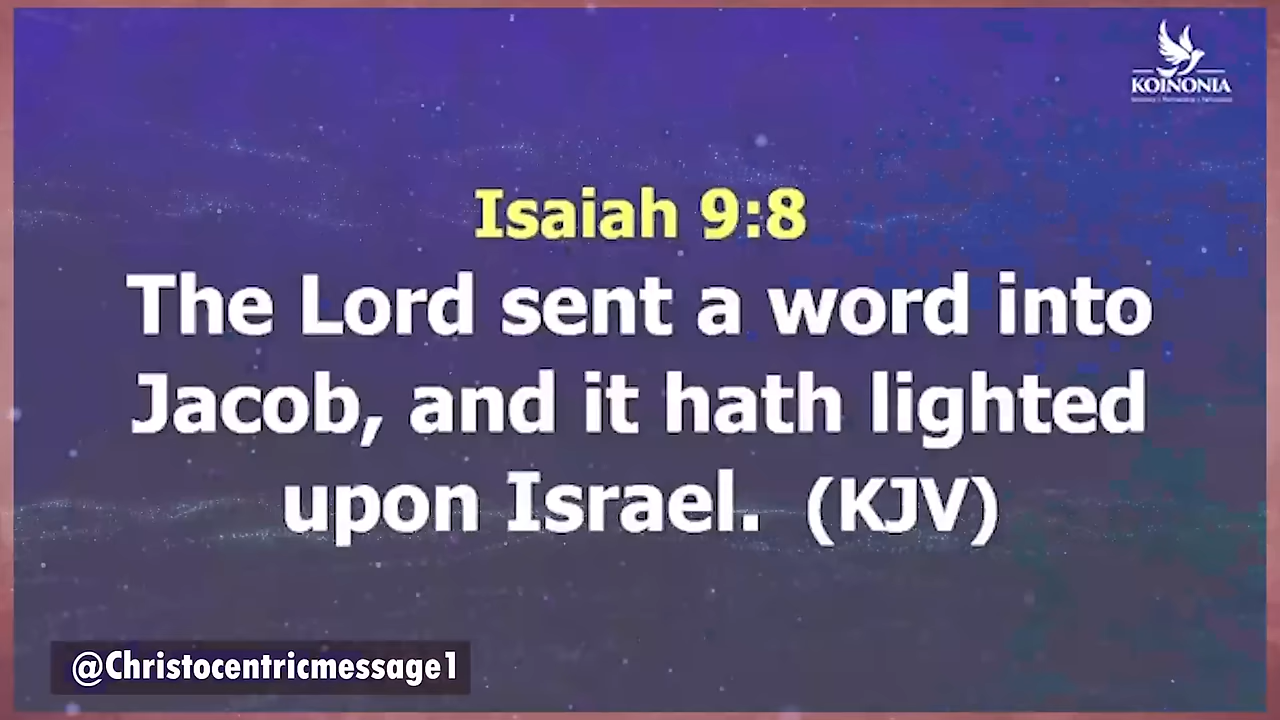 KOINONIA
Isaiah 9:8
The Lord sent a word into
Jacob, and it hath lighted
upon Israel. (KJV)
@Christocentricmessage1